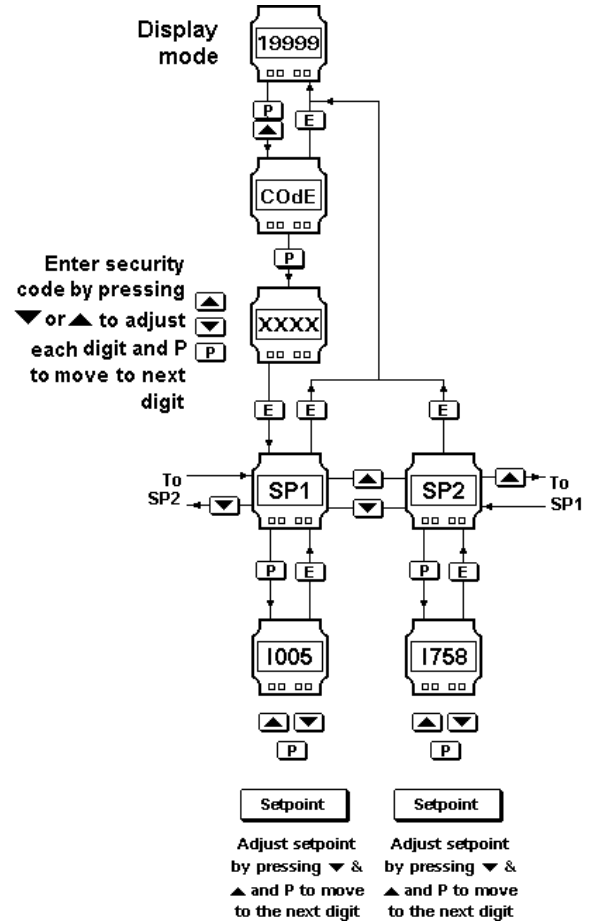 Display
mode
19999
P
E
COdE
P
Enter security
code by pressing
▼ or ▲ to adjust
each digit and P
to move to next
digit
P
XXXX
E
E
E
To
SP2
SP1
SP2
To
SP1
P
E
P
E
1005
1758
P
P
Setpoint
Setpoint
Adjust setpoint
by pressing ▼ &
▲ and P to move
to the next digit
Adjust setpoint
by pressing ▼ &
▲ and P to move
to the next digit